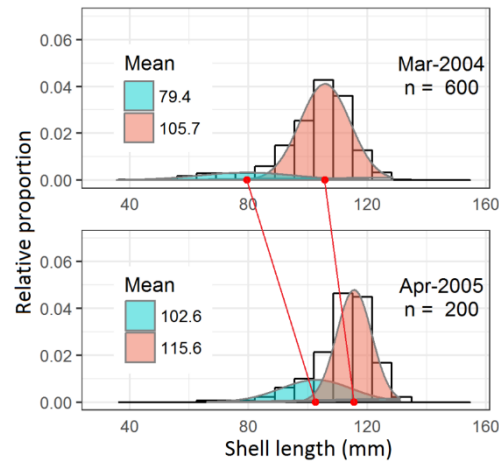 Relative proportion
0.06
0.04
0.02
0.00
Mean
79.4
105.7
Mar-2004
n = 600
40
80
120
160
0.06
0.04
0.02
0.00
Mean
102.6
115.6
Apr-2005
n = 200
40
80
120
160
Shell length (mm)